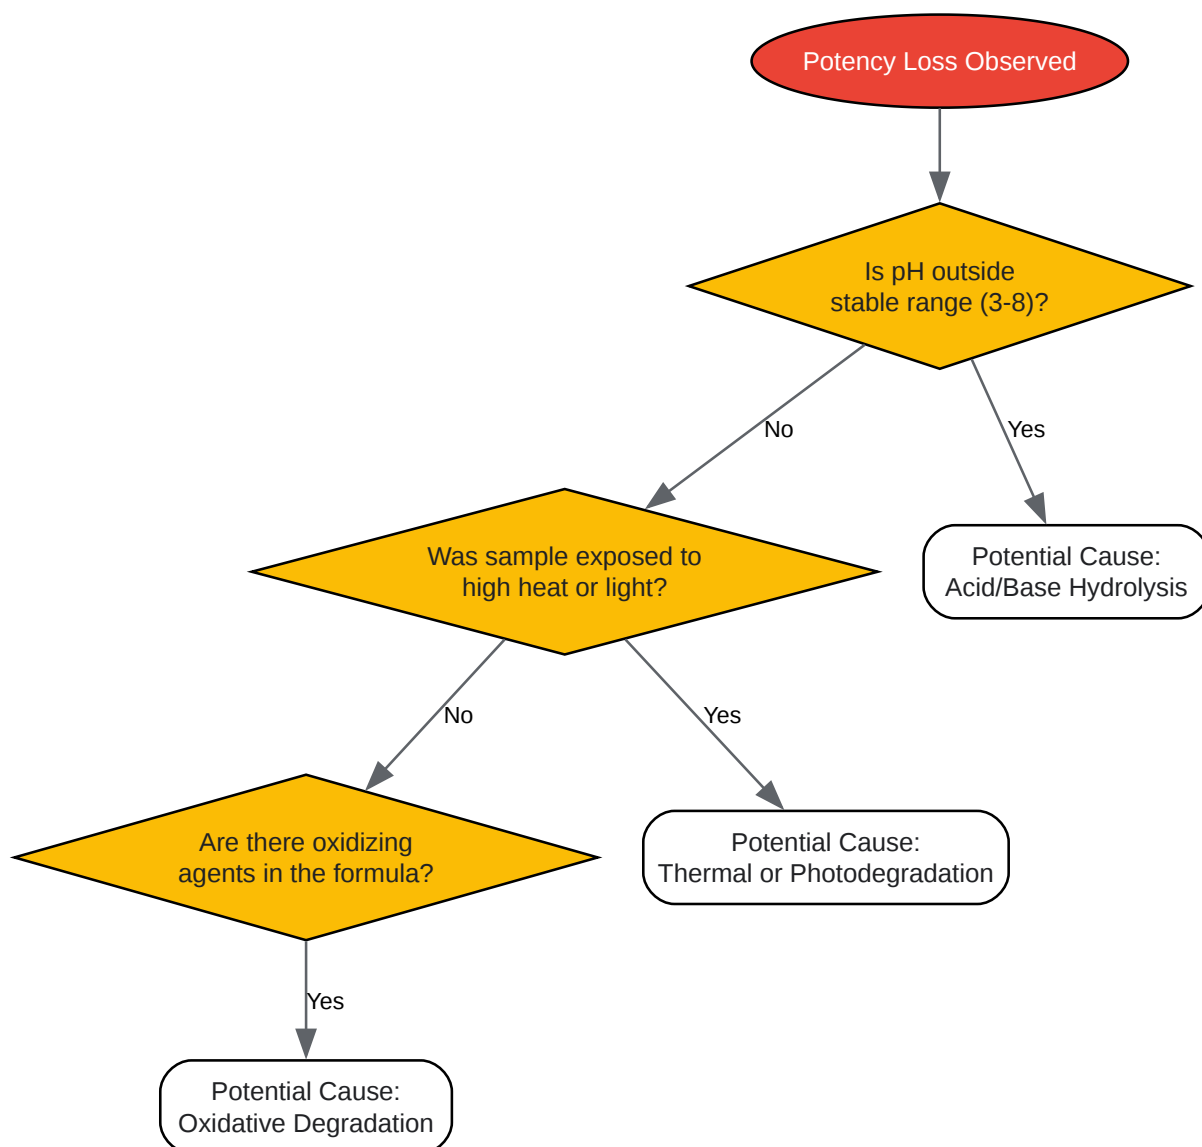 Potency Loss Observed
Is pH outside
stable range (3-8)?
No
Yes
Was sample exposed to
high heat or light?
Potential Cause:
Acid/Base Hydrolysis
No
Yes
Are there oxidizing
agents in the formula?
Potential Cause:
Thermal or Photodegradation
Yes
Potential Cause:
Oxidative Degradation